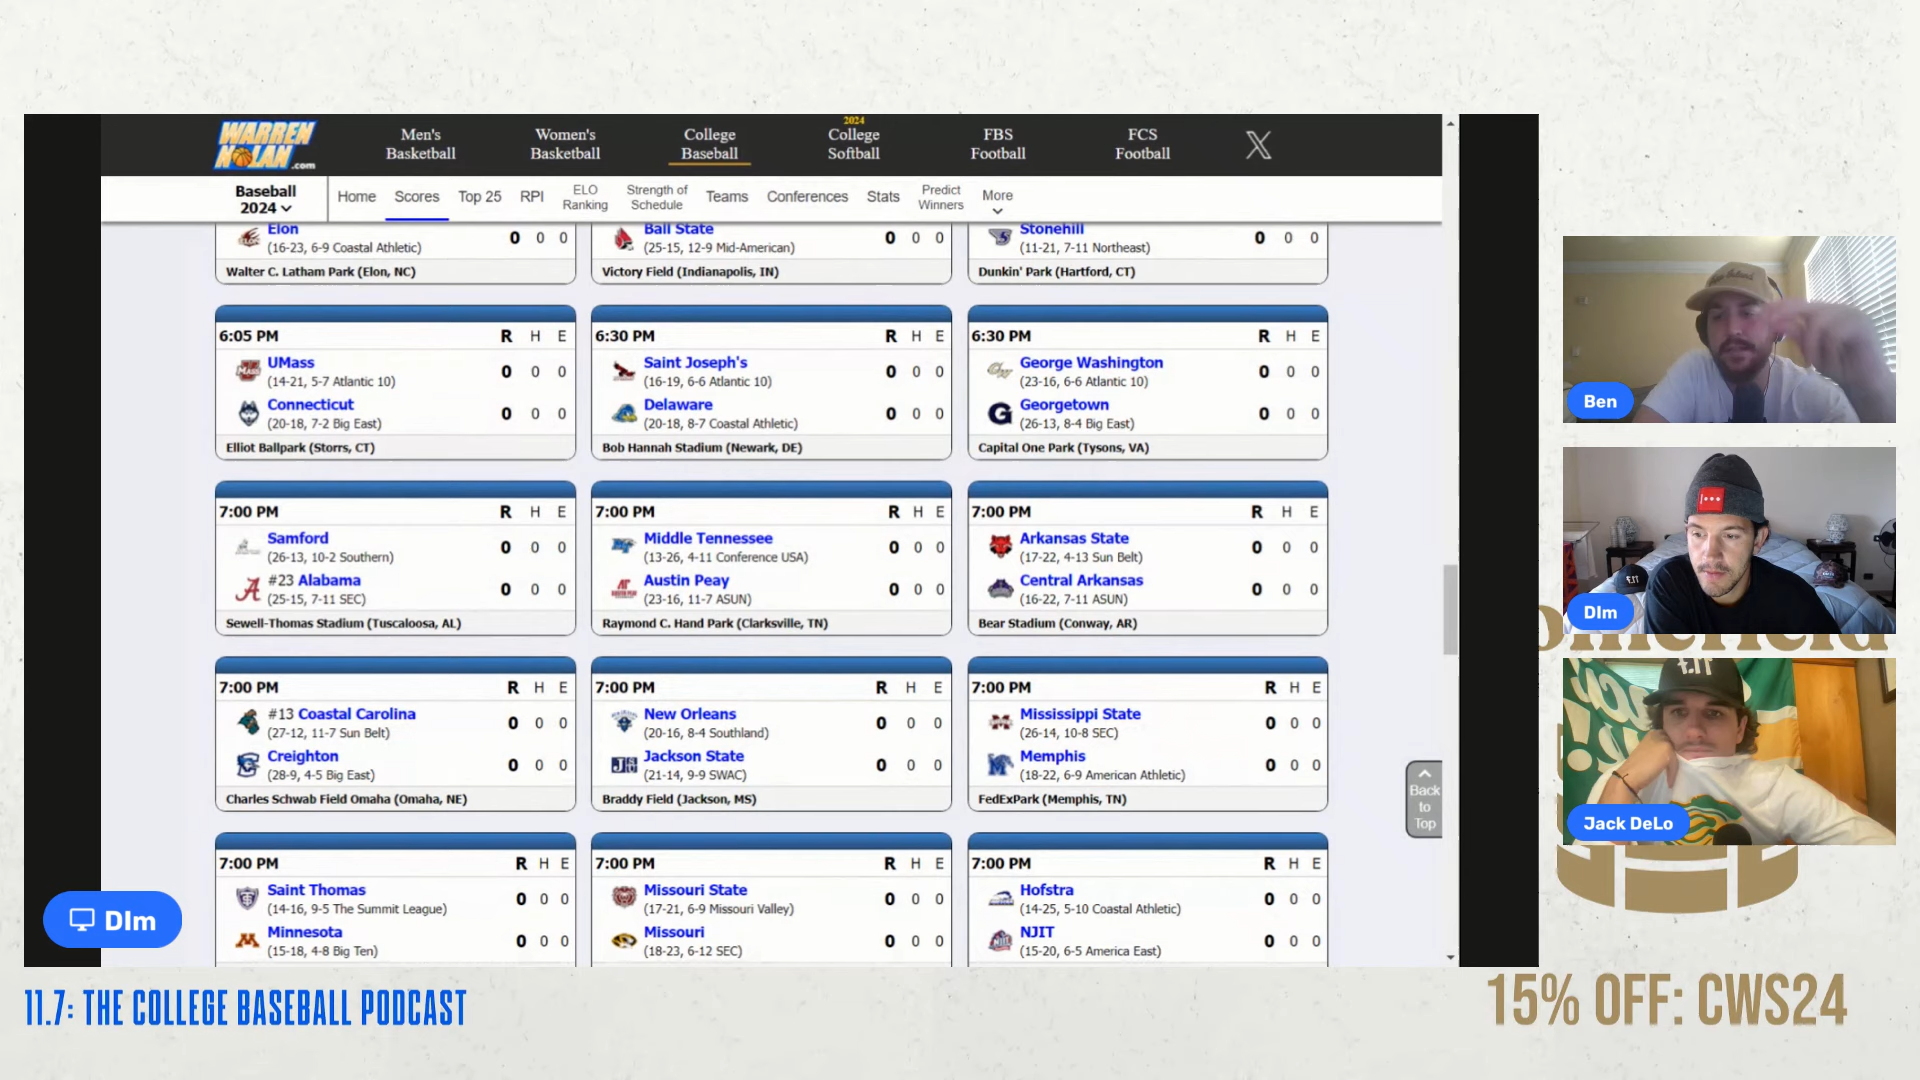 WARREN
NOLAN
.com
Men's
Basketball
Women's
Basketball
College
Baseball
2024
College
Softball
FBS
Football
FCS
Football
Baseball
2024
Home
Scores
Top 25
RPI
ELO
Ranking
Strength of
Schedule
Teams
Conferences
Stats
Predict
Winners
More
Elon
(16-23, 6-9 Coastal Athletic)
0 0 0
Walter C. Latham Park (Elon, NC)
Ball State
(25-15, 12-9 Mid-American)
0 0 0
Victory Field (Indianapolis, IN)
Stonehill
(11-21, 7-11 Northeast)
0 0 0
Dunkin' Park (Hartford, CT)
6:05 PM R H E
UMass
(14-21, 5-7 Atlantic 10)
0 0 0
Connecticut
(20-18, 7-2 Big East)
0 0 0
Elliot Ballpark (Storrs, CT)
6:30 PM R H E
Saint Joseph's
(16-19, 6-6 Atlantic 10)
0 0 0
Delaware
(20-18, 8-7 Coastal Athletic)
0 0 0
Bob Hannah Stadium (Newark, DE)
6:30 PM R H E
George Washington
(23-16, 6-6 Atlantic 10)
0 0 0
Georgetown
(26-13, 8-4 Big East)
0 0 0
Capital One Park (Tysons, VA)
7:00 PM R H E
Samford
(26-13, 10-2 Southern)
0 0 0
#23 Alabama
(25-15, 7-11 SEC)
0 0 0
Sewell-Thomas Stadium (Tuscaloosa, AL)
7:00 PM R H E
Middle Tennessee
(13-26, 4-11 Conference USA)
0 0 0
Austin Peay
(23-16, 11-7 ASUN)
0 0 0
Raymond C. Hand Park (Clarksville, TN)
7:00 PM R H E
Arkansas State
(17-22, 4-13 Sun Belt)
0 0 0
Central Arkansas
(16-22, 7-11 ASUN)
0 0 0
Bear Stadium (Conway, AR)
7:00 PM R H E
#13 Coastal Carolina
(27-12, 11-7 Sun Belt)
0 0 0
Creighton
(28-9, 4-5 Big East)
0 0 0
Charles Schwab Field Omaha (Omaha, NE)
7:00 PM R H E
New Orleans
(20-16, 8-4 Southland)
0 0 0
Jackson State
(21-14, 9-9 SWAC)
0 0 0
Braddy Field (Jackson, MS)
7:00 PM R H E
Mississippi State
(26-14, 10-8 SEC)
0 0 0
Memphis
(18-22, 6-9 American Athletic)
0 0 0
FedExPark (Memphis, TN)
7:00 PM R H E
Saint Thomas
(14-16, 9-5 The Summit League)
0 0 0
Minnesota
(15-18, 4-8 Big Ten)
0 0 0
7:00 PM R H E
Missouri State
(17-21, 6-9 Missouri Valley)
0 0 0
Missouri
(18-23, 6-12 SEC)
0 0 0
7:00 PM R H E
Hofstra
(14-25, 5-10 Coastal Athletic)
0 0 0
NJIT
(15-20, 6-5 America East)
0 0 0
Back
to
Top
Ben
Dlm
Jack DeLo
Dlm
11.7: THE COLLEGE BASEBALL PODCAST
15% OFF: CWS24